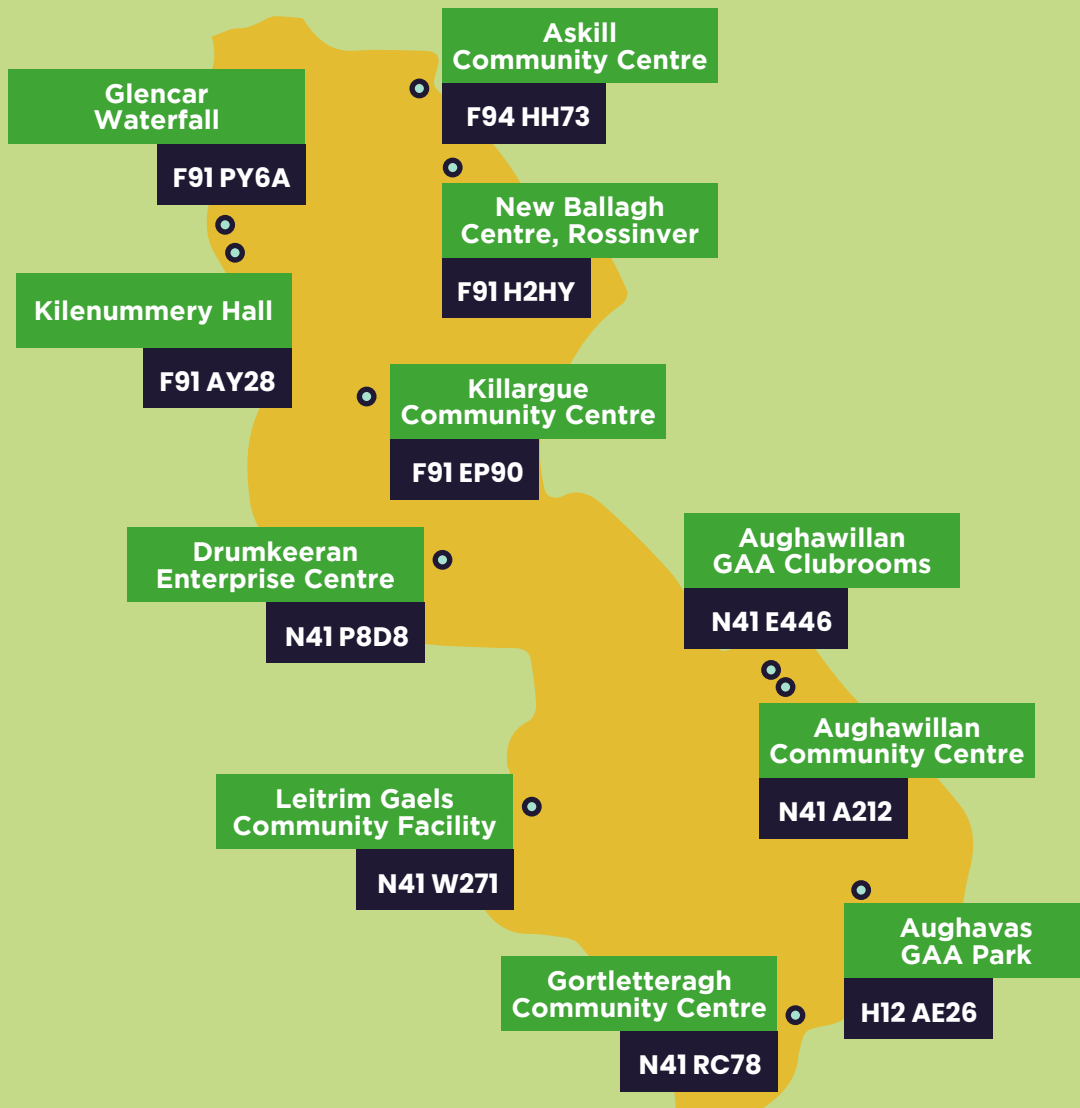 Askill
Community Centre
F94 HH73
Glencar
Waterfall
F91 PY6A
New Ballagh
Centre, Rossinver
F91 H2HY
Kilenummery Hall
F91 AY28
Killargue
Community Centre
F91 EP90
Drumkeeran
Enterprise Centre
N41 P8D8
Aughawillan
GAA Clubrooms
N41 E446
Aughawillan
Community Centre
N41 A212
Leitrim Gaels
Community Facility
N41 W271
Aughavas
GAA Park
H12 AE26
Gortletteragh
Community Centre
N41 RC78